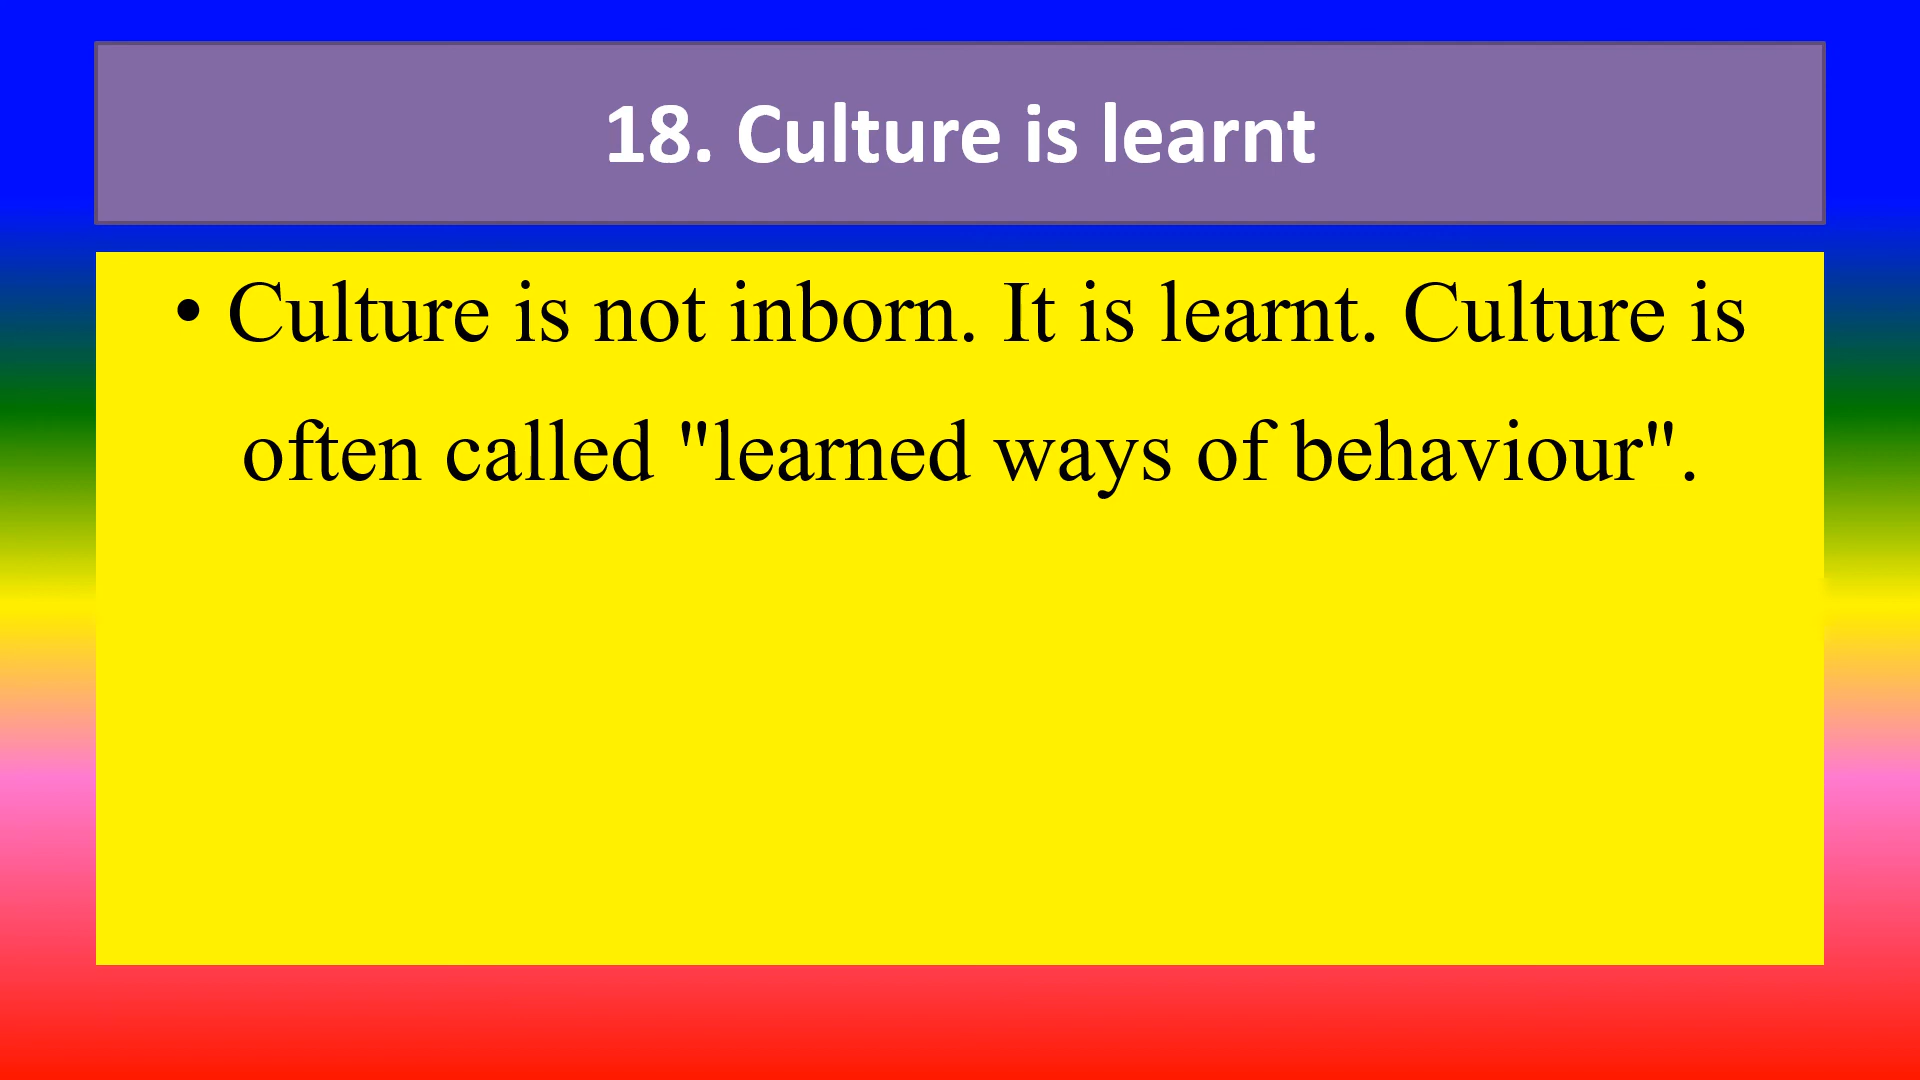 18. Culture is learnt
• Culture is not inborn. It is learnt. Culture is
often called "learned ways of behaviour".